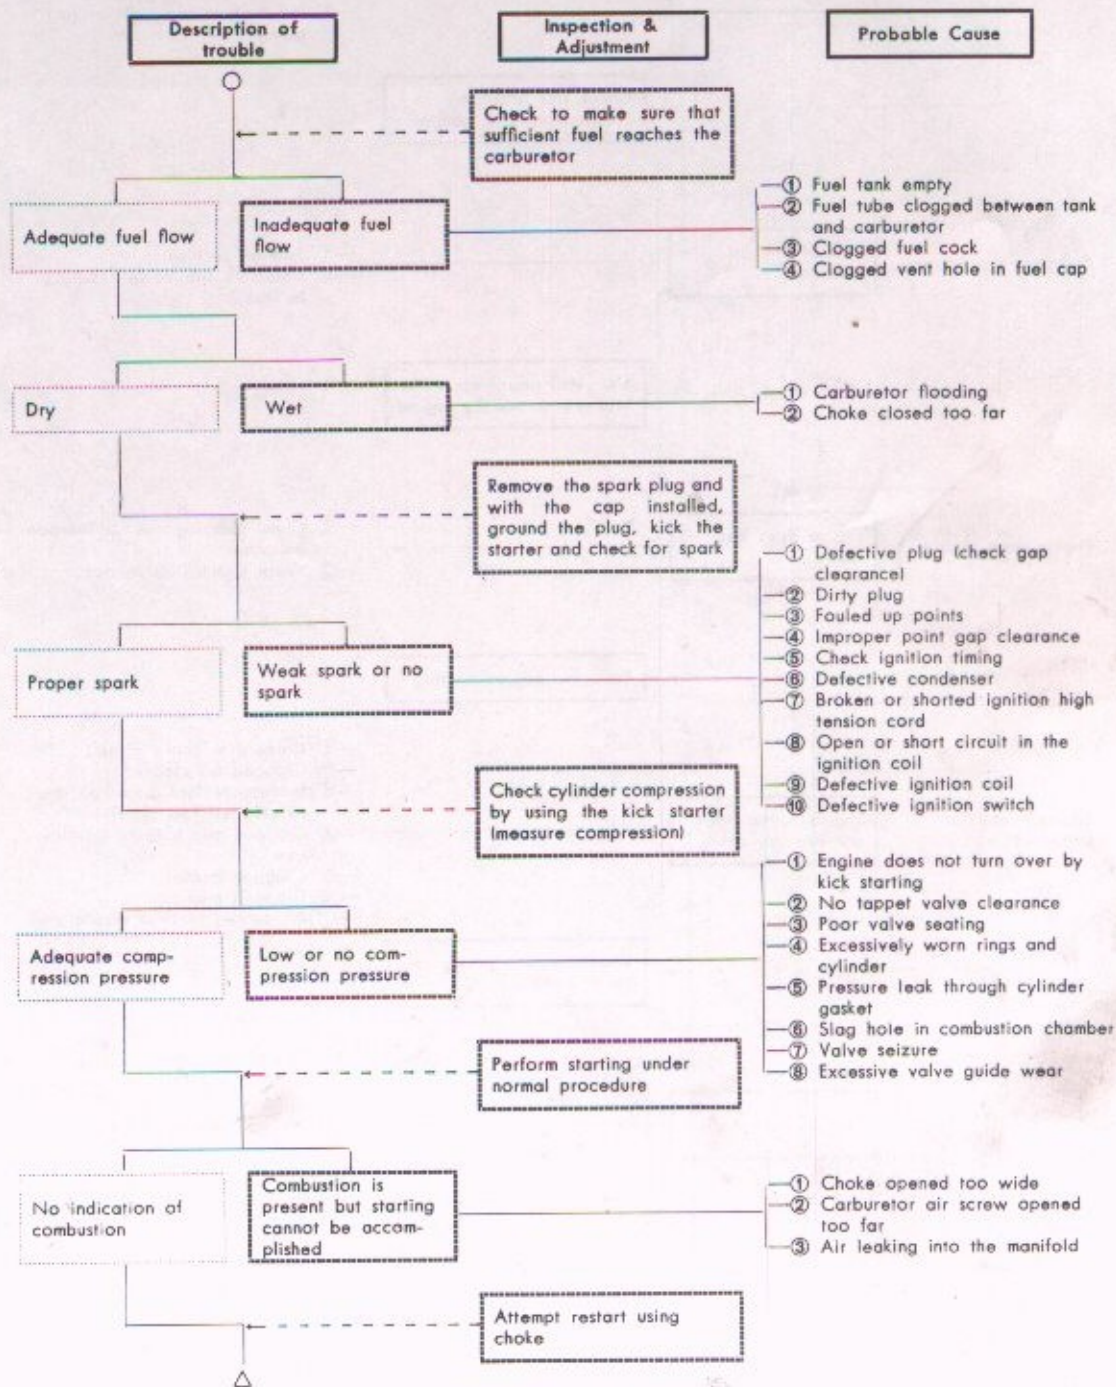 Description of
trouble
Inspection &
Adjustment
Probable Cause
Check to make sure that
sufficient fuel reaches the
carburetor
Adequate fuel flow
Inadequate fuel
flow
① Fuel tank empty
② Fuel tube clogged between tank
and carburetor
③ Clogged fuel cock
④ Clogged vent hole in fuel cap
Dry
Wet
① Carburetor flooding
② Choke closed too far
Remove the spark plug and
with the cap installed,
ground the plug, kick the
starter and check for spark
Proper spark
Weak spark or no
spark
① Defective plug (check gap
clearance)
② Dirty plug
③ Fouled up points
④ Improper point gap clearance
⑤ Check ignition timing
⑥ Defective condenser
⑦ Broken or shorted ignition high
tension cord
⑧ Open or short circuit in the
ignition coil
⑨ Defective ignition coil
⑩ Defective ignition switch
Check cylinder compression
by using the kick starter
(measure compression)
Adequate comp-
ression pressure
Low or no com-
pression pressure
① Engine does not turn over by
kick starting
② No tappet valve clearance
③ Poor valve seating
④ Excessively worn rings and
cylinder
⑤ Pressure leak through cylinder
gasket
⑥ Slag hole in combustion chamber
⑦ Valve seizure
⑧ Excessive valve guide wear
Perform starting under
normal procedure
No indication of
combustion
Combustion is
present but starting
cannot be accom-
plished
① Choke opened too wide
② Carburetor air screw opened
too far
③ Air leaking into the manifold
Attempt restart using
choke